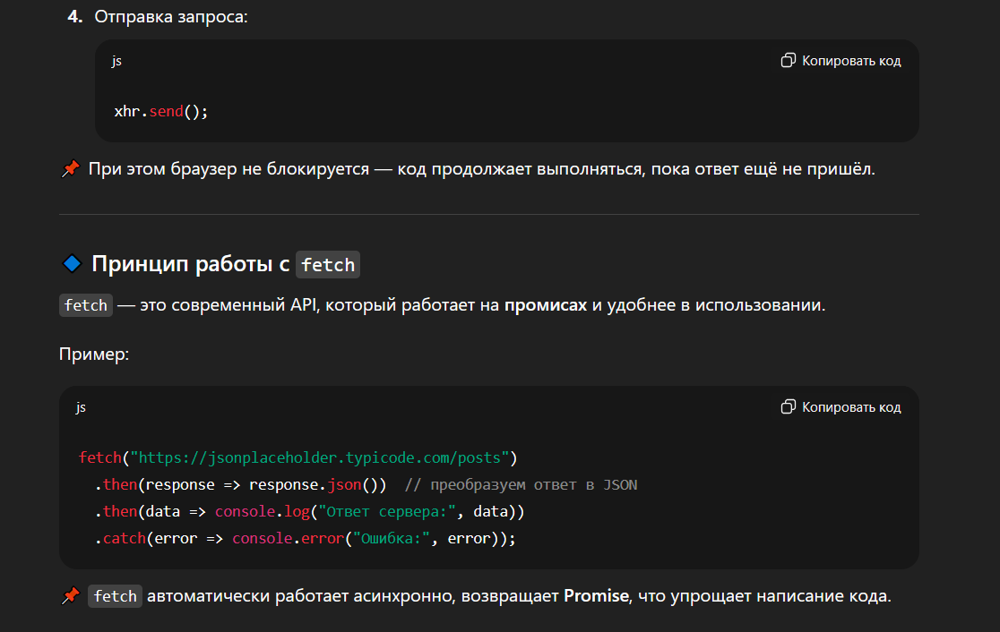 4. Отправка запроса:
js
Копировать код
xhr.send();
📌 При этом браузер не блокируется — код продолжает выполняться, пока ответ ещё не пришёл.
🔹 Принцип работы с fetch
fetch — это современный API, который работает на промисах и удобнее в использовании.
Пример:
js
Копировать код
fetch("https://jsonplaceholder.typicode.com/posts")
.then(response => response.json()) // преобразуем ответ в JSON
.then(data => console.log("Ответ сервера:", data))
.catch(error => console.error("Ошибка:", error));
📌 fetch автоматически работает асинхронно, возвращает Promise, что упрощает написание кода.